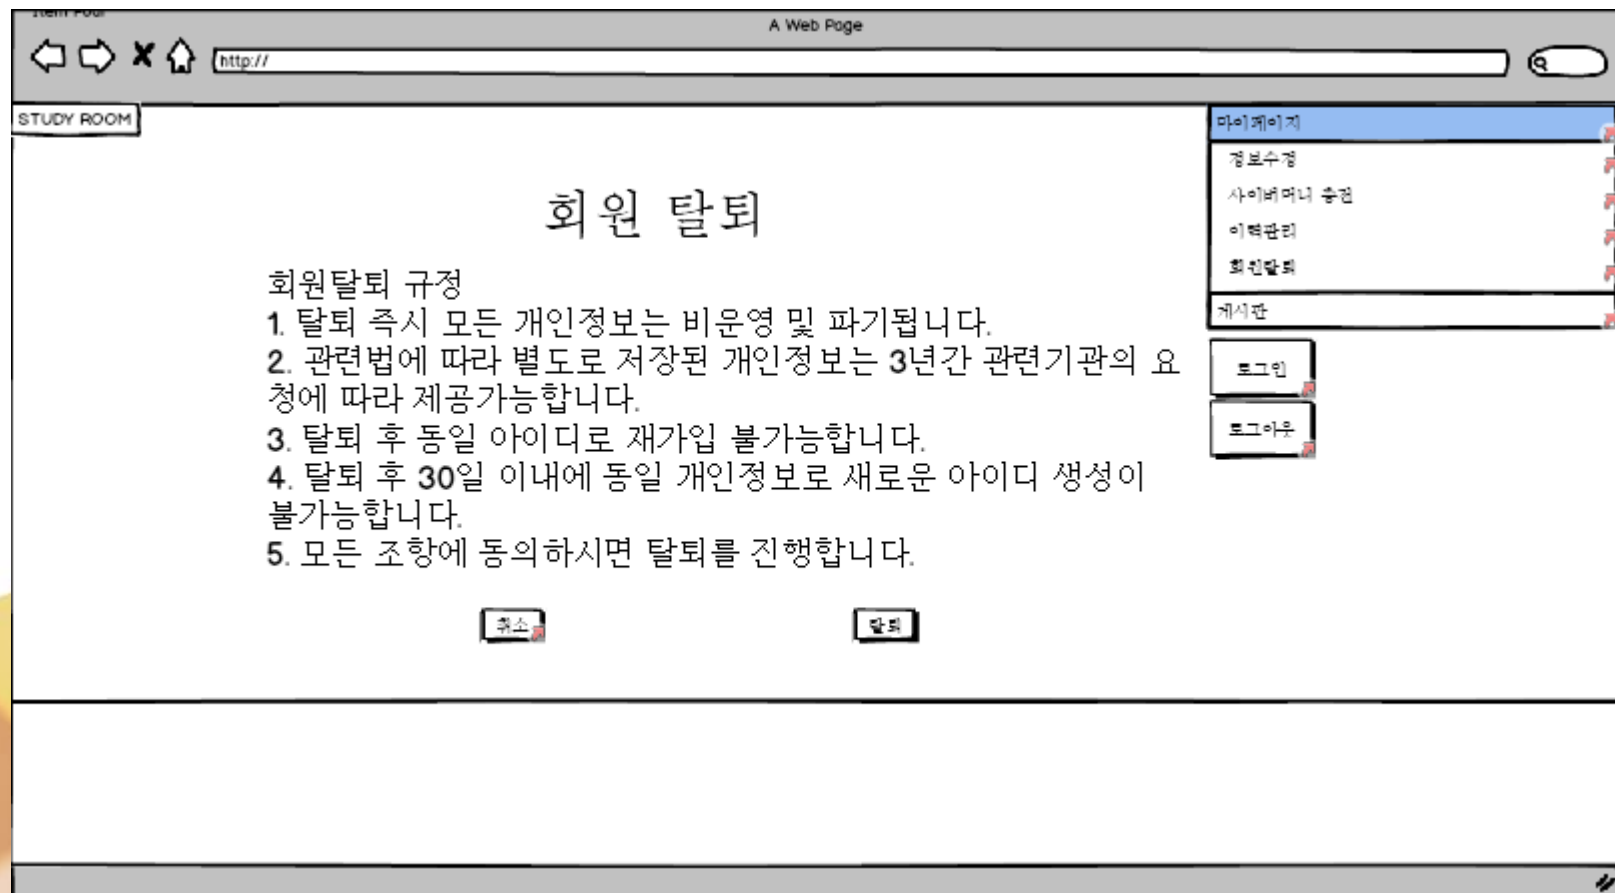 A Web Page
http://
STUDY ROOM
마이페이지
정보수정
사이버머니 충전
이력관리
회원탈퇴
게시판
로그인
로그아웃
회원 탈퇴
회원탈퇴 규정
1. 탈퇴 즉시 모든 개인정보는 비운영 및 파기됩니다.
2. 관련법에 따라 별도로 저장된 개인정보는 3년간 관련기관의 요
청에 따라 제공가능합니다.
3. 탈퇴 후 동일 아이디로 재가입 불가능합니다.
4. 탈퇴 후 30일 이내에 동일 개인정보로 새로운 아이디 생성이
불가능합니다.
5. 모든 조항에 동의하시면 탈퇴를 진행합니다.
취소
탈퇴